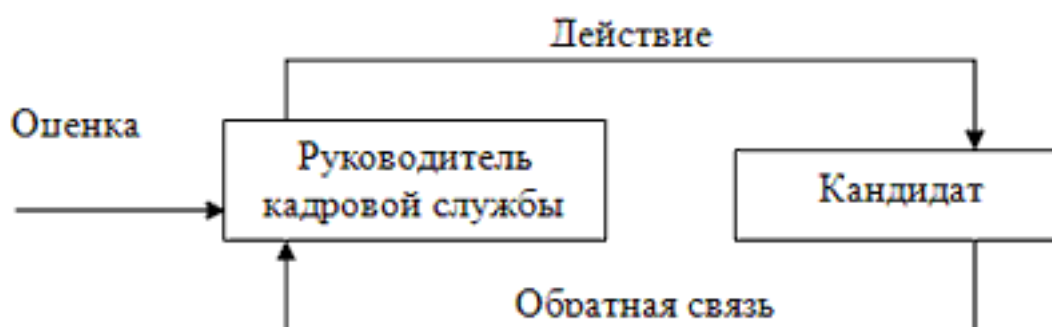 Действие
Оценка
Руководитель
кадровой службы
Кандидат
Обратная связь